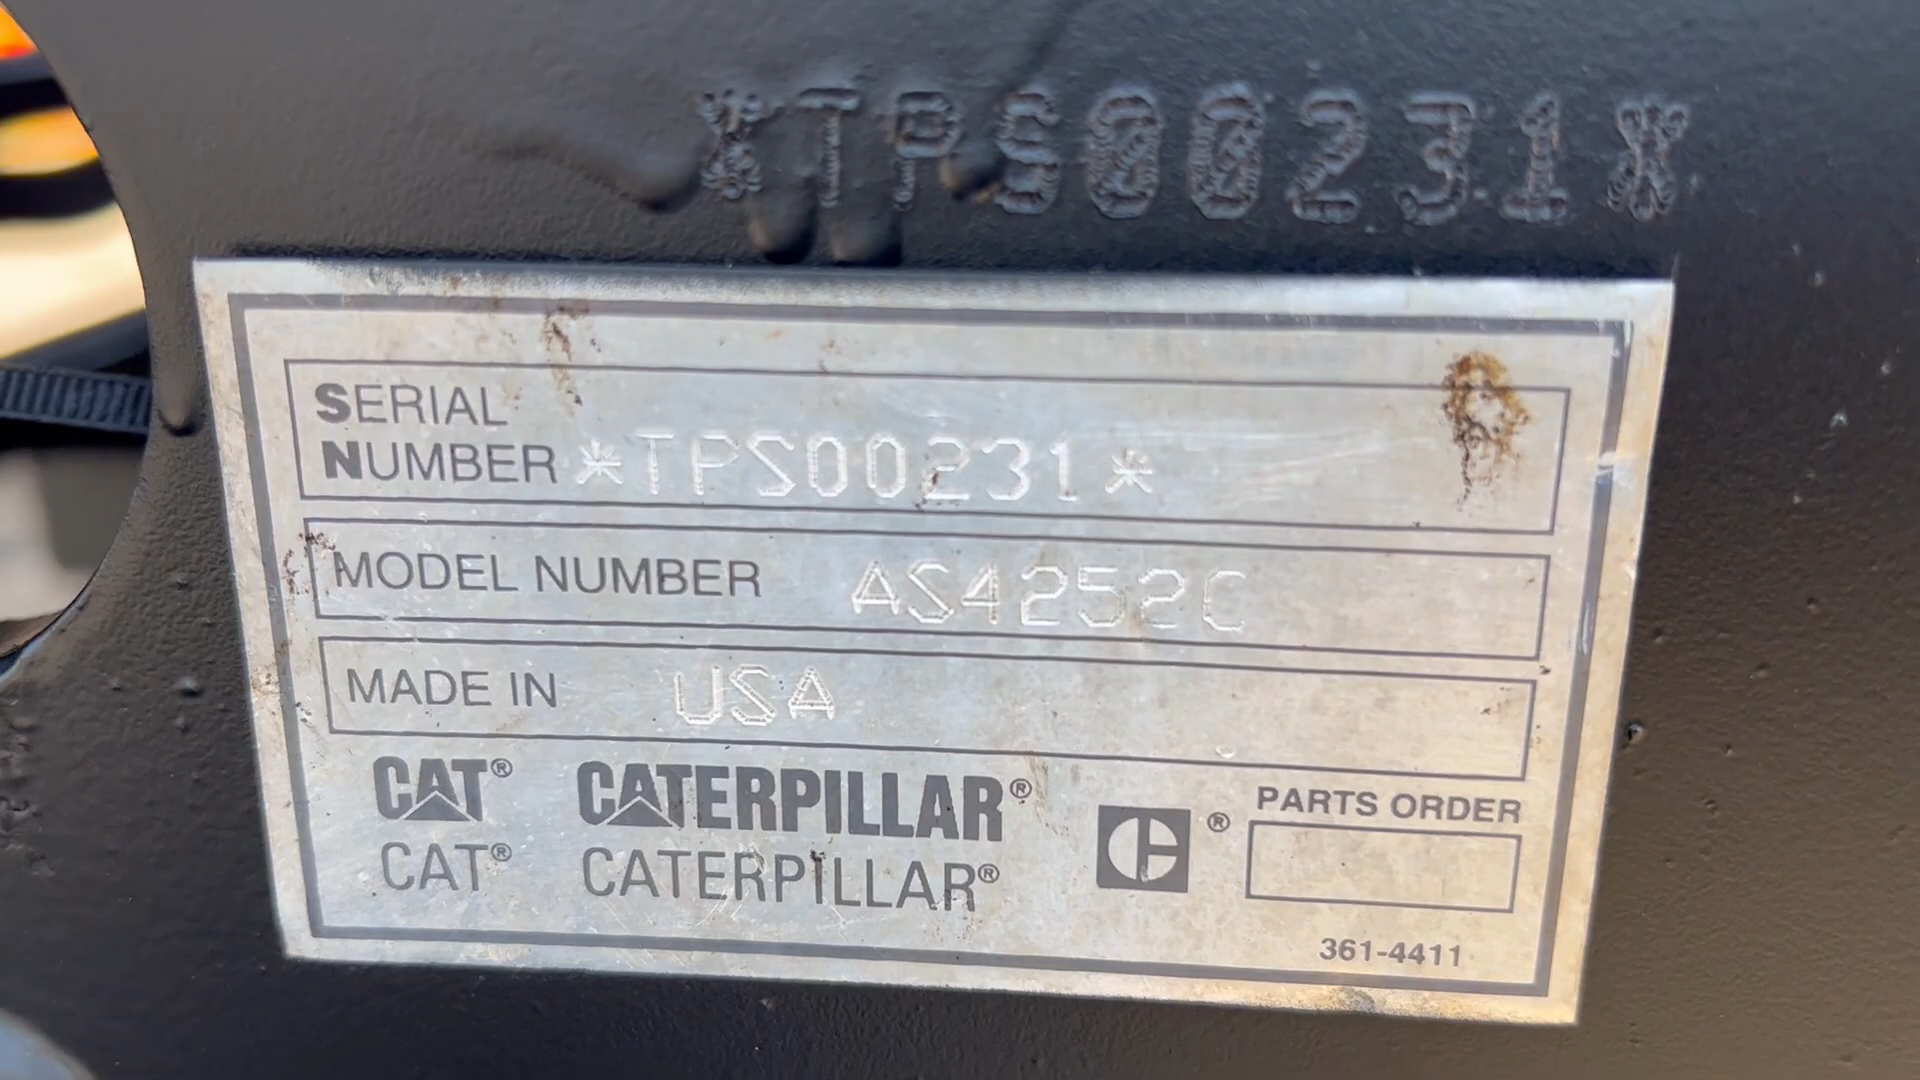 *TPS00231*
SERIAL
NUMBER *TPS00231*
MODEL NUMBER AS4252C
MADE IN USA
CAT® CATERPILLAR®
CAT® CATERPILLAR®
® PARTS ORDER
361-4411